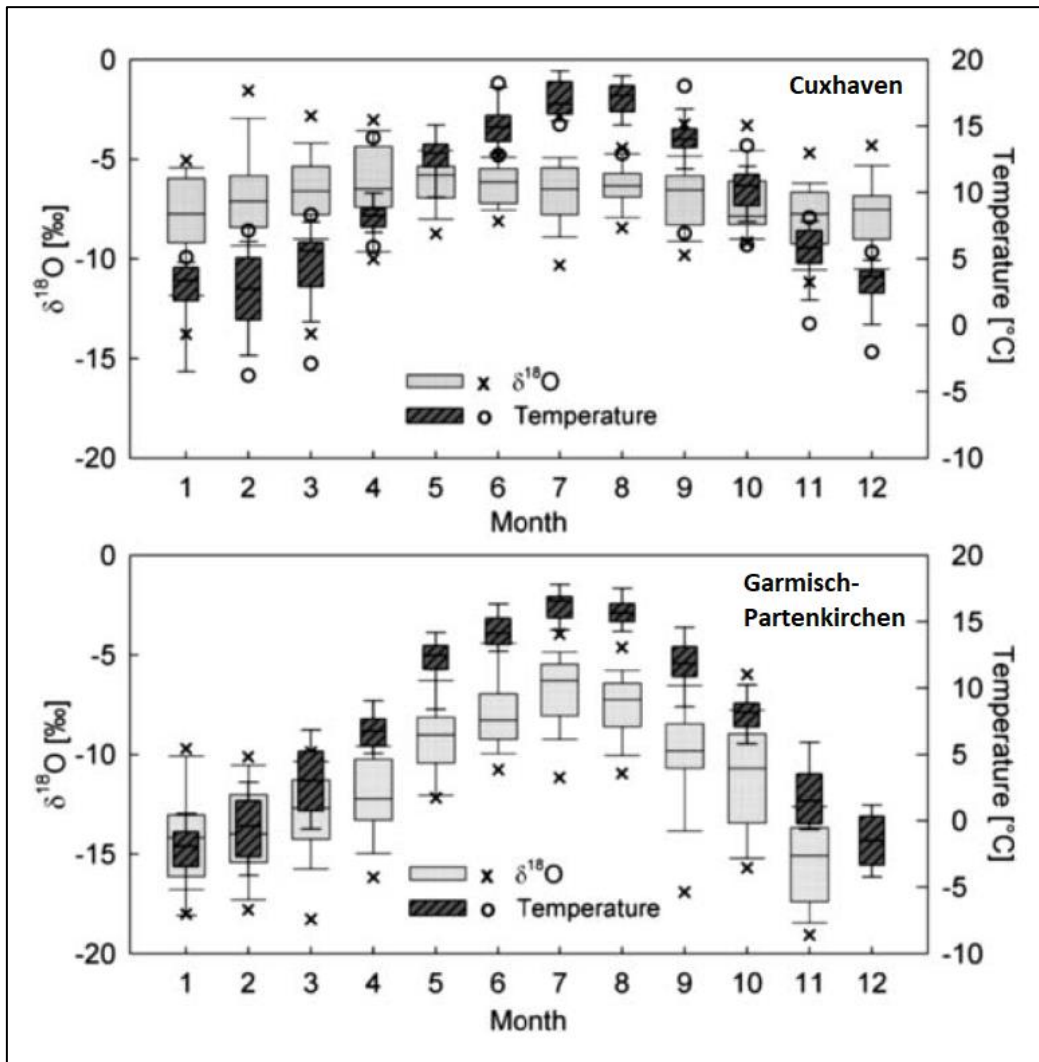 Cuxhaven
0
-5
-10
-15
-20
δ¹⁸O [‰]
20
15
10
5
0
-5
-10
Temperature [°C]
x δ¹⁸O
o Temperature
1 2 3 4 5 6 7 8 9 10 11 12
Month
Garmisch-
Partenkirchen
0
-5
-10
-15
-20
δ¹⁸O [‰]
20
15
10
5
0
-5
-10
Temperature [°C]
x δ¹⁸O
o Temperature
1 2 3 4 5 6 7 8 9 10 11 12
Month